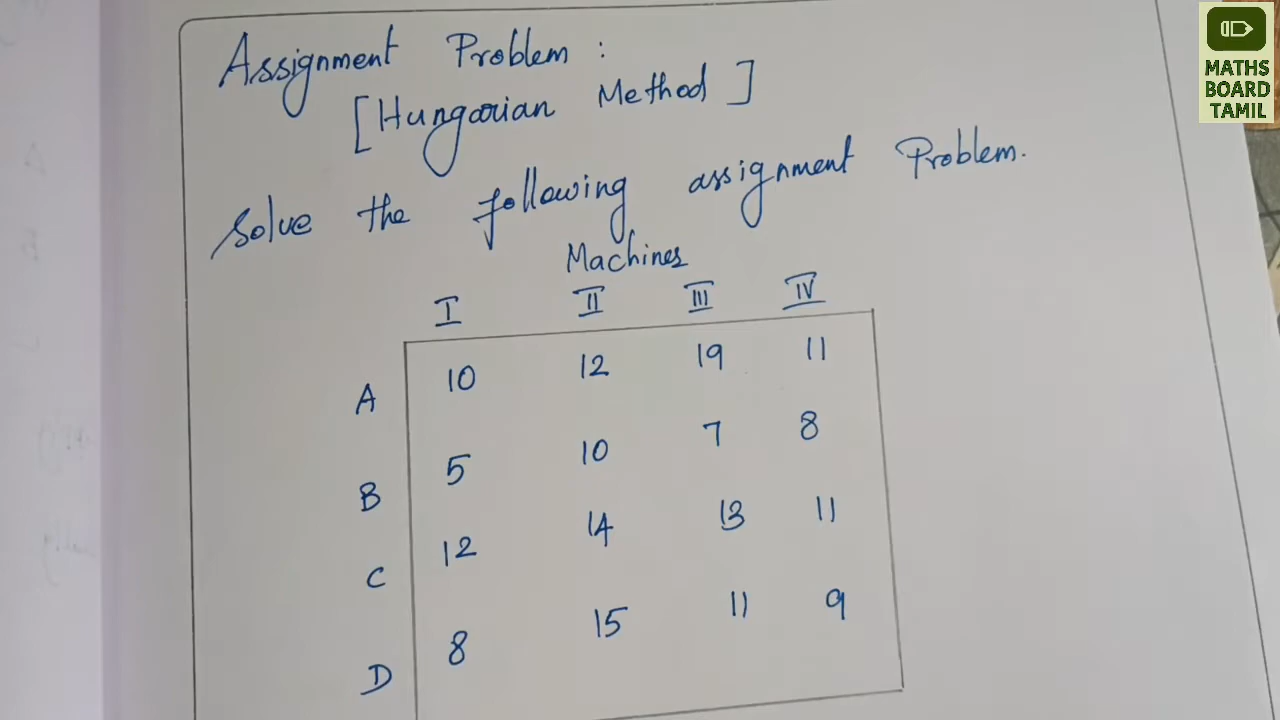 Assignment Problem :
[Hungarian Method]
Solve the following assignment Problem.
Machines
I II III IV
A 10 12 19 11
B 5 10 7 8
C 12 14 13 11
D 8 15 11 9
MATHS
BOARD
TAMIL